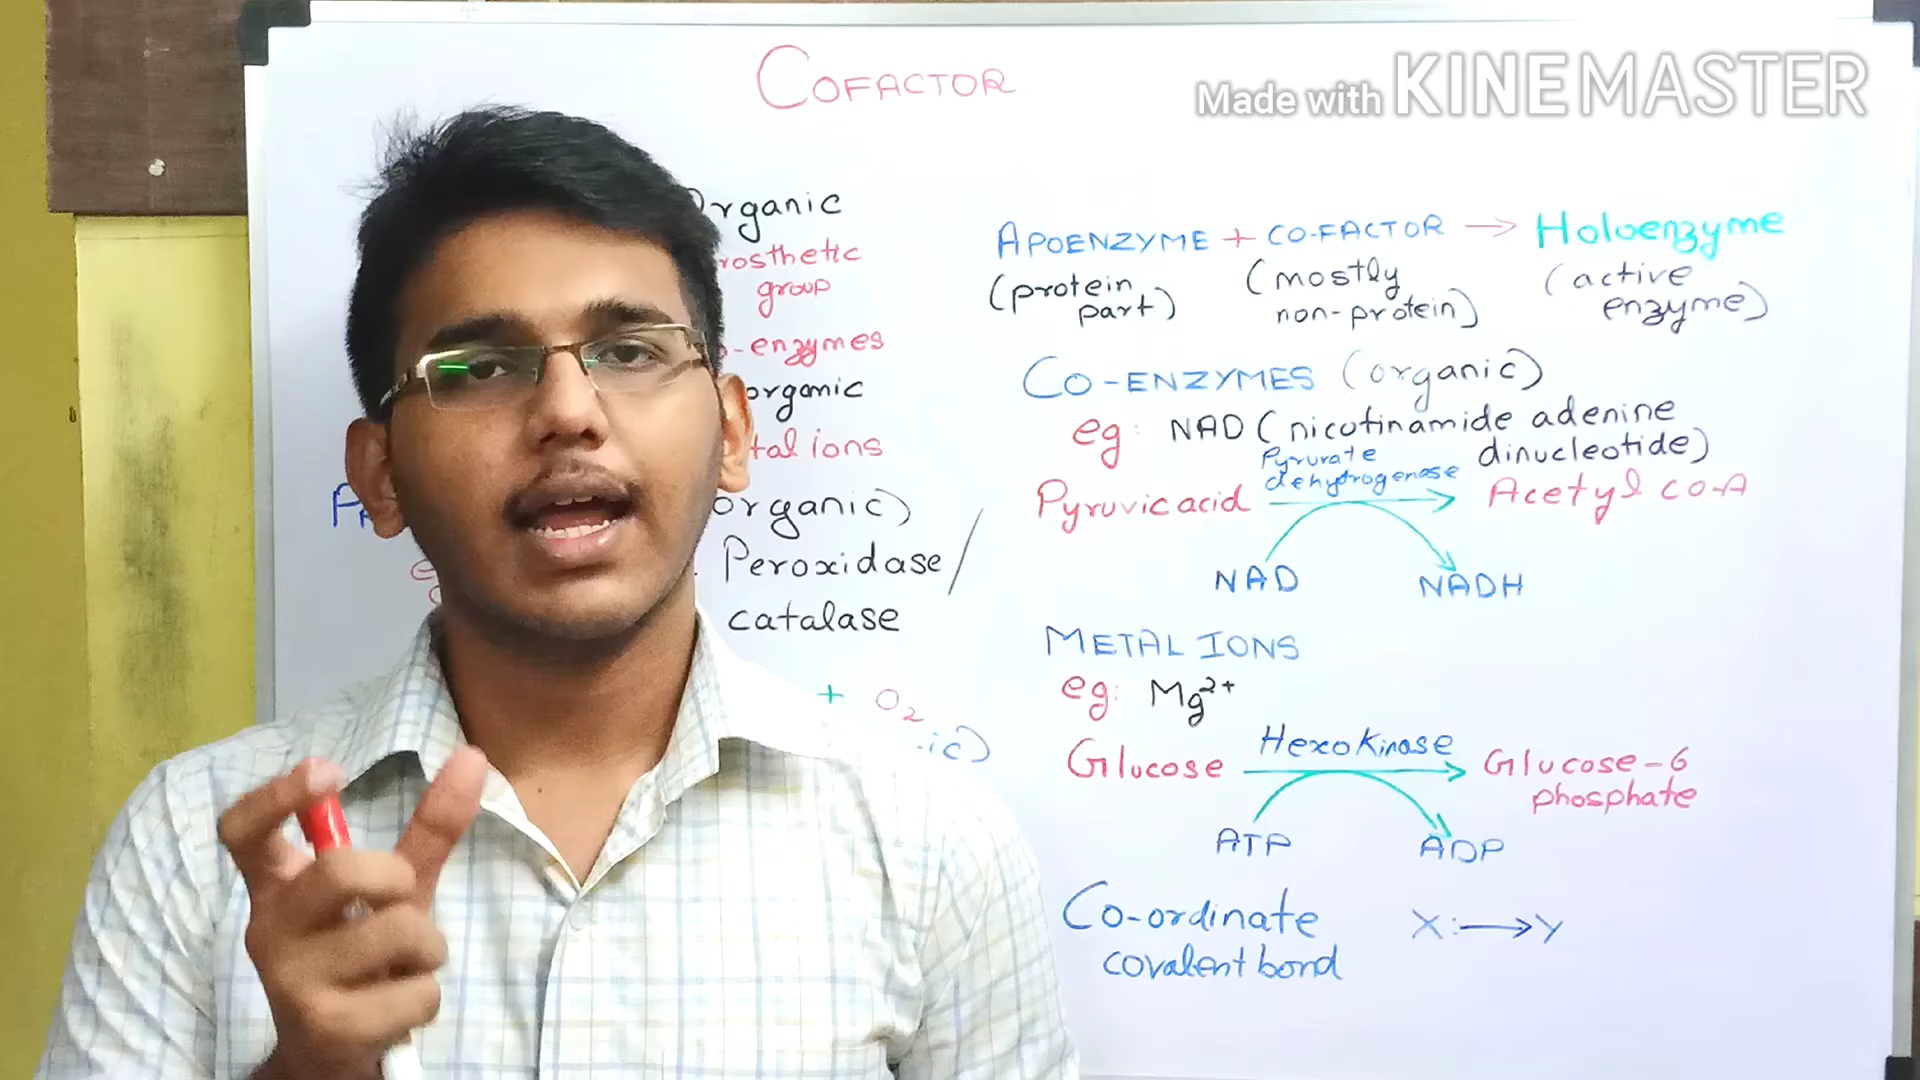 COFACTOR
Made with KINEMASTER
rganic
rosthetic
group
-enzymes
organic
tal ions
organic)
Peroxidase/
catalase
+ O2
ic)
APOENZYME + CO-FACTOR → Holoenzyme
(protein part) (mostly non-protein) (active enzyme)
CO-ENZYMES (organic)
eg: NAD (nicotinamide adenine
dinucleotide)
Pyruvate
dehydrogenase
Pyruvic acid → Acetyl CO-A
NAD NADH
METAL IONS
eg: Mg2+
Hexokinase
Glucose → Glucose-6
phosphate
ATP ADP
Co-ordinate X: → Y
covalent bond